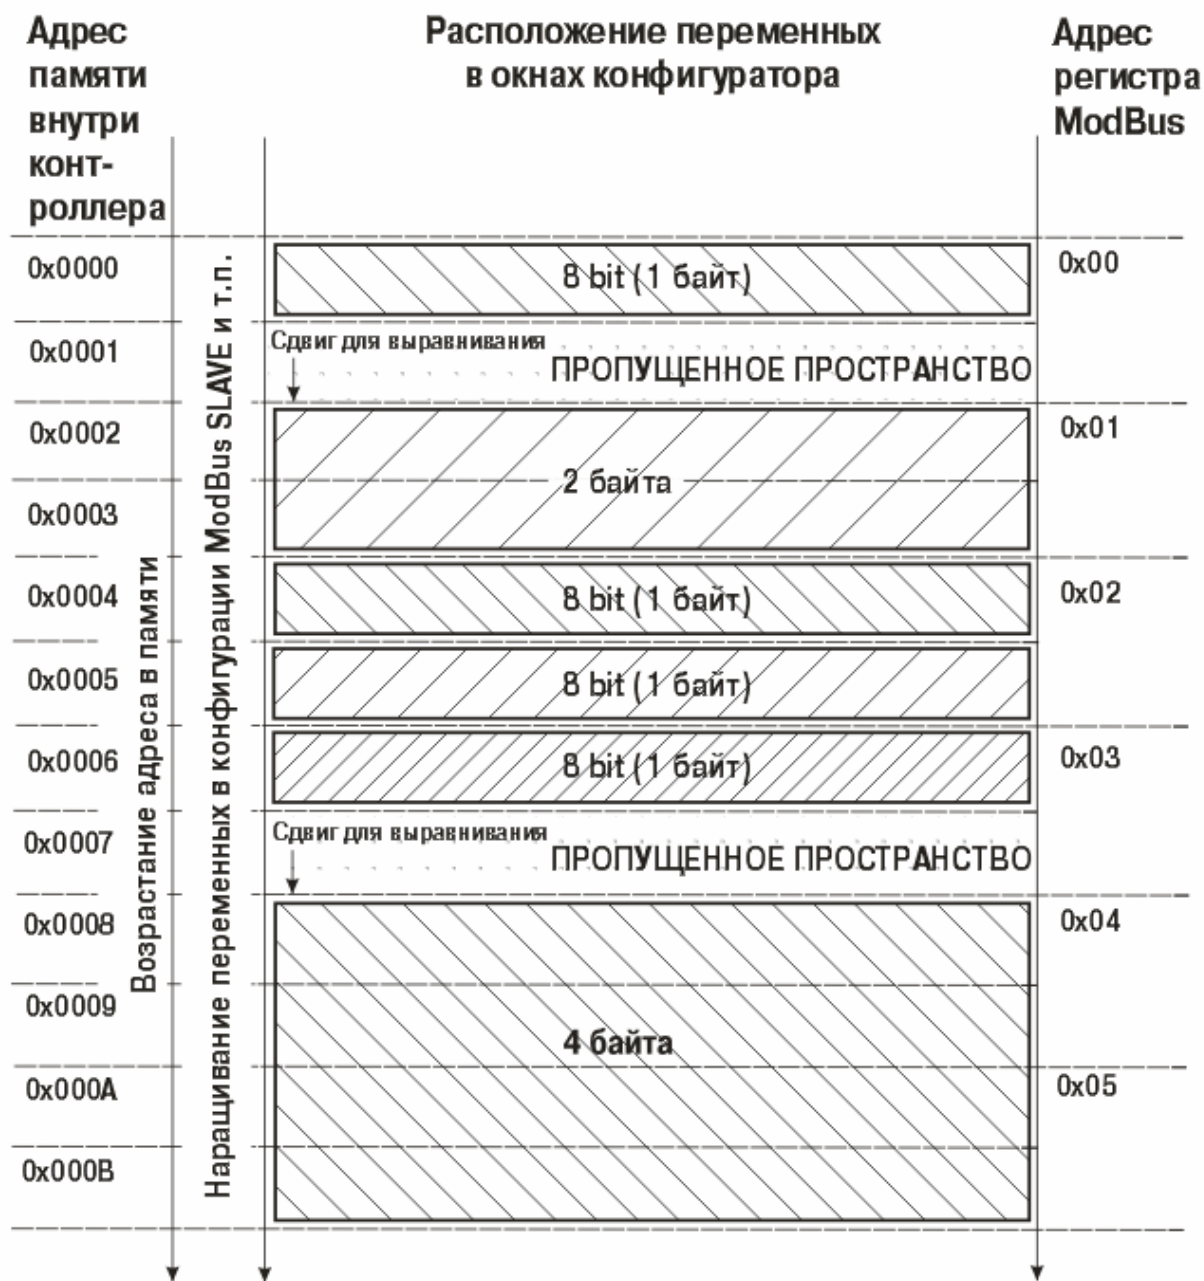 Адрес
памяти
внутри
конт-
роллера
Расположение переменных
в окнах конфигуратора
Адрес
регистра
ModBus
0x0000
8 bit (1 байт)
0x00
0x0001
Сдвиг для выравнивания
ПРОПУЩЕННОЕ ПРОСТРАНСТВО
0x0002
0x01
2 байта
0x0003
0x0004
8 bit (1 байт)
0x02
0x0005
8 bit (1 байт)
0x0006
8 bit (1 байт)
0x03
0x0007
Сдвиг для выравнивания
ПРОПУЩЕННОЕ ПРОСТРАНСТВО
0x0008
0x04
0x0009
4 байта
0x000A
0x05
0x000B
Возрастание адреса в памяти
Наращивание переменных в конфигурации ModBus SLAVE и т.п.